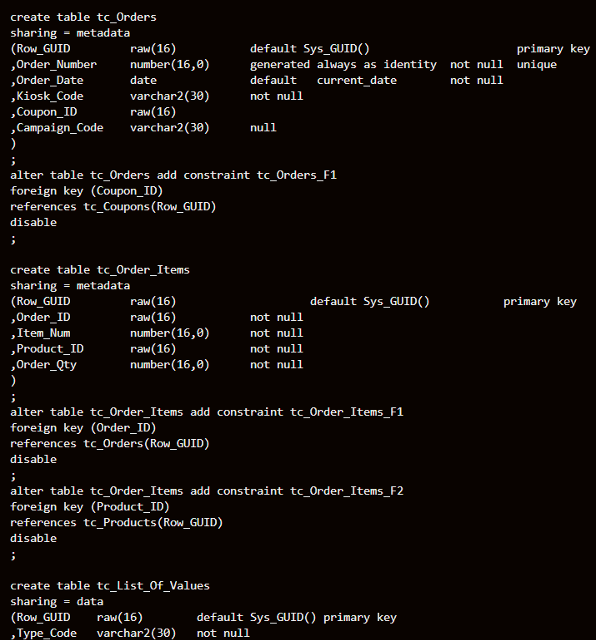 create table tc_Orders
sharing = metadata
(Row_GUID raw(16) default Sys_GUID() primary key
,Order_Number number(16,0) generated always as identity not null unique
,Order_Date date default current_date not null
,Kiosk_Code varchar2(30) not null
,Coupon_ID raw(16)
,Campaign_Code varchar2(30) null
)
;
alter table tc_Orders add constraint tc_Orders_F1
foreign key (Coupon_ID)
references tc_Coupons(Row_GUID)
disable
;
create table tc_Order_Items
sharing = metadata
(Row_GUID raw(16) default Sys_GUID() primary key
,Order_ID raw(16) not null
,Item_Num number(16,0) not null
,Product_ID raw(16) not null
,Order_Qty number(16,0) not null
)
;
alter table tc_Order_Items add constraint tc_Order_Items_F1
foreign key (Order_ID)
references tc_Orders(Row_GUID)
disable
;
alter table tc_Order_Items add constraint tc_Order_Items_F2
foreign key (Product_ID)
references tc_Products(Row_GUID)
disable
;
create table tc_List_Of_Values
sharing = data
(Row_GUID raw(16) default Sys_GUID() primary key
,Type_Code varchar2(30) not null